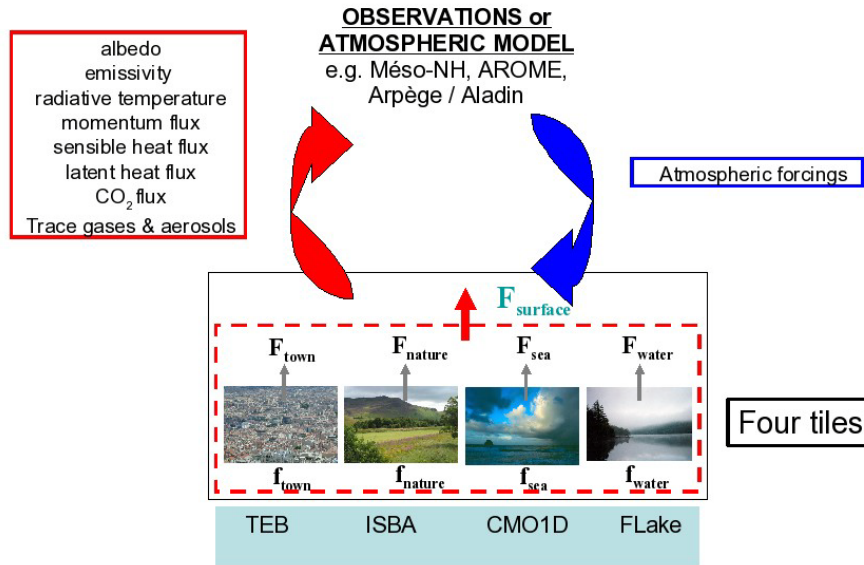 OBSERVATIONS or
ATMOSPHERIC MODEL
e.g. Méso-NH, AROME,
Arpège / Aladin
albedo
emissivity
radiative temperature
momentum flux
sensible heat flux
latent heat flux
CO2 flux
Trace gases & aerosols
Atmospheric forcings
Fsurface
Ftown Fnature Fsea Fwater
Four tiles
ftown fnature fsea fwater
TEB ISBA CMO1D FLake